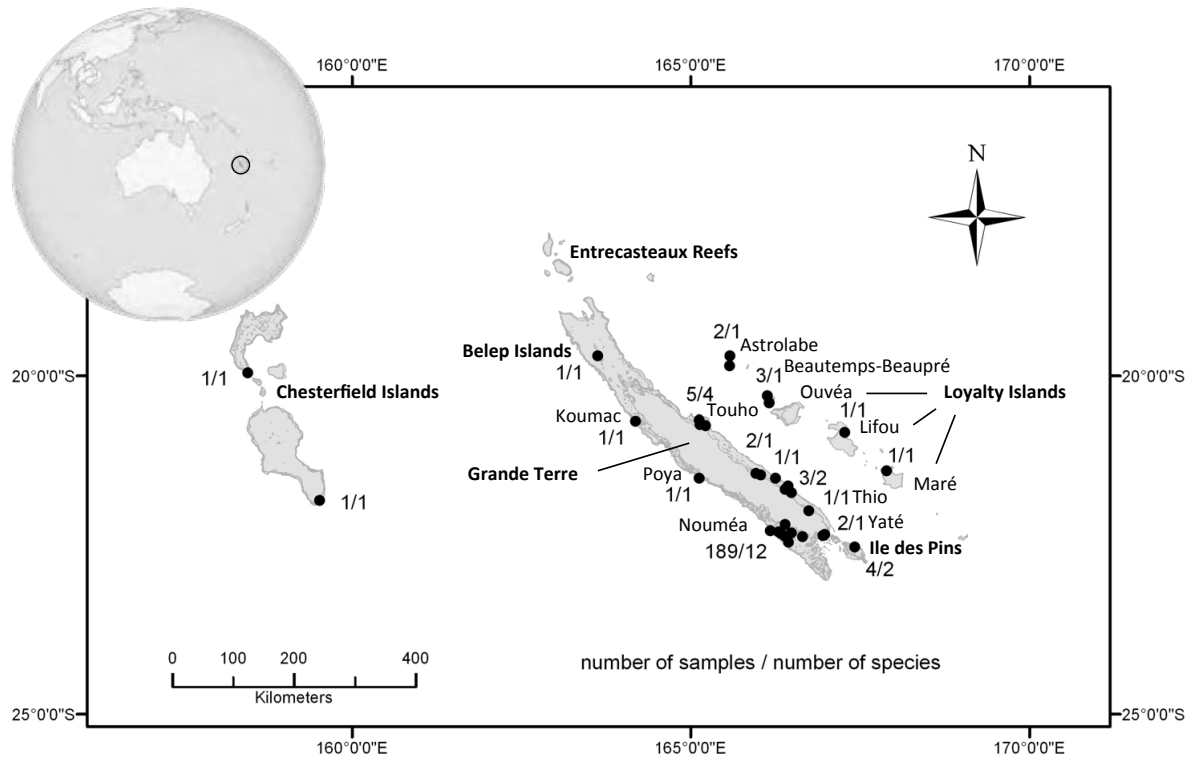 160°0'0"E
165°0'0"E
170°0'0"E
N
Entrecasteaux Reefs
2/1
Astrolabe
Belep Islands
1/1
Beautemps-Beaupré
3/1
20°0'0"S
20°0'0"S
1/1
Chesterfield Islands
Ouvéa
Loyalty Islands
5/4
Touho
Koumac
1/1
1/1
Lifou
2/1
1/1
1/1
Grande Terre
Poya
1/1
3/2
Maré
1/1
1/1 Thio
Nouméa
2/1 Yaté
189/12
Ile des Pins
4/2
0 100 200 400
Kilometers
number of samples / number of species
25°0'0"S
25°0'0"S
160°0'0"E
165°0'0"E
170°0'0"E